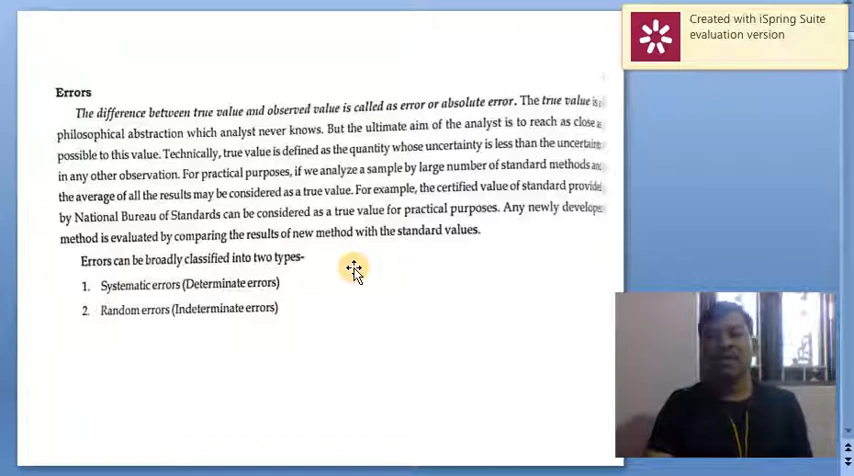 Created with iSpring Suite
evaluation version
Errors
The difference between true value and observed value is called as error or absolute error. The true value is a
philosophical abstraction which analyst never knows. But the ultimate aim of the analyst is to reach as close a
possible to this value. Technically, true value is defined as the quantity whose uncertainty is less than the uncertaint
in any other observation. For practical purposes, if we analyze a sample by large number of standard methods and
the average of all the results may be considered as a true value. For example, the certified value of standard provide
by National Bureau of Standards can be considered as a true value for practical purposes. Any newly develope
method is evaluated by comparing the results of new method with the standard values.
Errors can be broadly classified into two types-
1. Systematic errors (Determinate errors)
2. Random errors (Indeterminate errors)